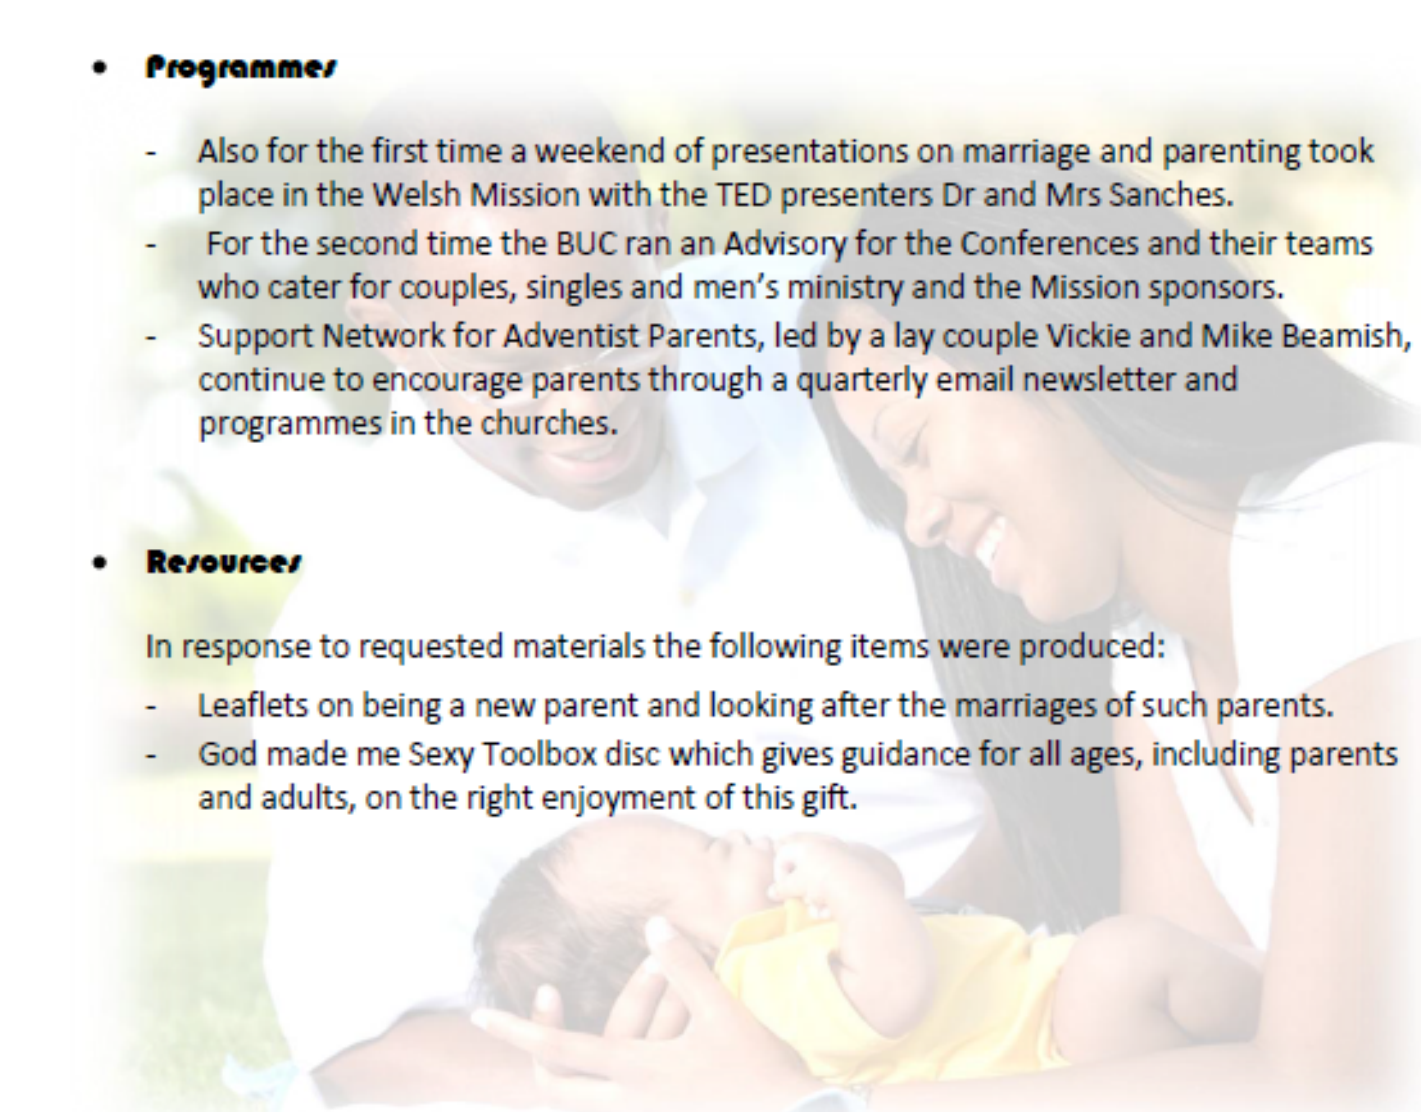 • Programmes
- Also for the first time a weekend of presentations on marriage and parenting took
place in the Welsh Mission with the TED presenters Dr and Mrs Sanches.
- For the second time the BUC ran an Advisory for the Conferences and their teams
who cater for couples, singles and men’s ministry and the Mission sponsors.
- Support Network for Adventist Parents, led by a lay couple Vickie and Mike Beamish,
continue to encourage parents through a quarterly email newsletter and
programmes in the churches.
• Resources
In response to requested materials the following items were produced:
- Leaflets on being a new parent and looking after the marriages of such parents.
- God made me Sexy Toolbox disc which gives guidance for all ages, including parents
and adults, on the right enjoyment of this gift.